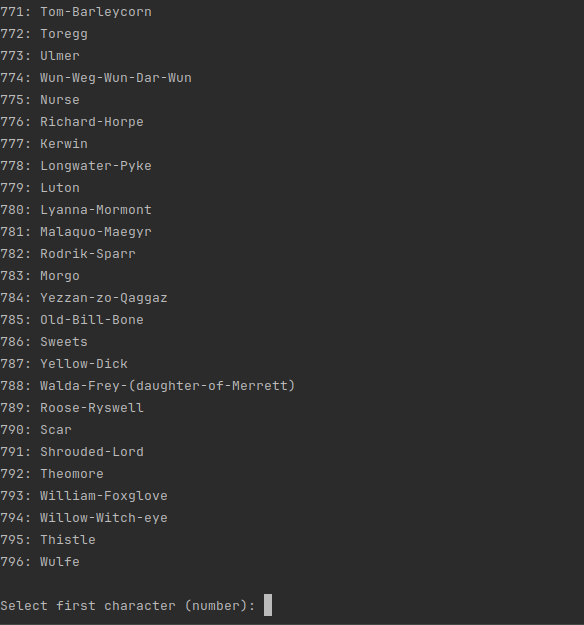 771: Tom-Barleycorn
772: Toregg
773: Ulmer
774: Wun-Weg-Wun-Dar-Wun
775: Nurse
776: Richard-Horpe
777: Kerwin
778: Longwater-Pyke
779: Luton
780: Lyanna-Mormont
781: Malaquo-Maegyr
782: Rodrik-Sparr
783: Morgo
784: Yezzan-zo-Qaggaz
785: Old-Bill-Bone
786: Sweets
787: Yellow-Dick
788: Walda-Frey-(daughter-of-Merrett)
789: Roose-Ryswell
790: Scar
791: Shrouded-Lord
792: Theomore
793: William-Foxglove
794: Willow-Witch-eye
795: Thistle
796: Wulfe
Select first character (number):